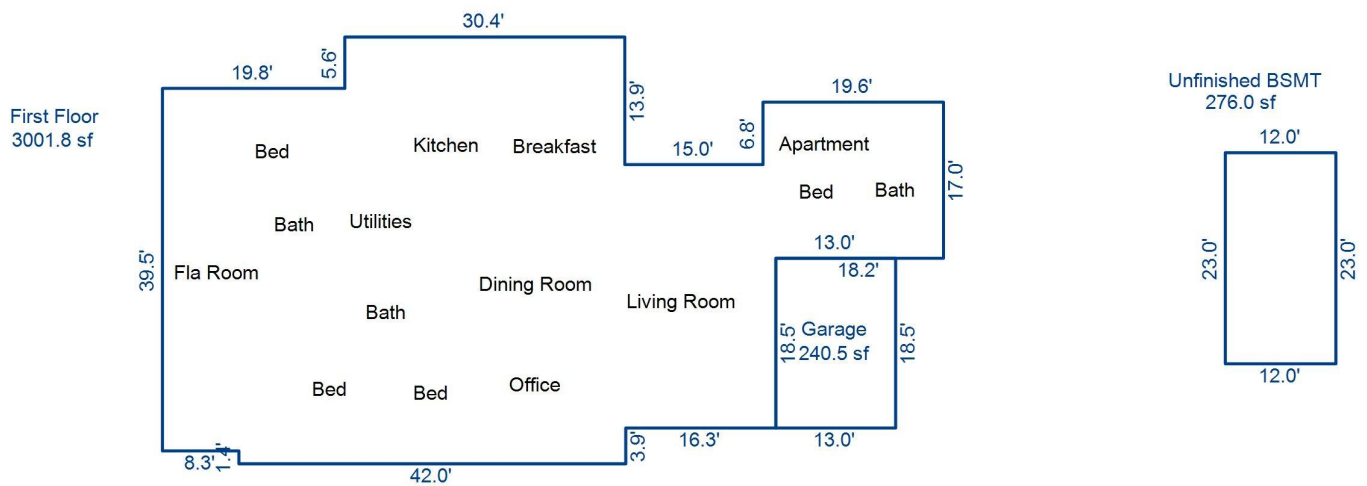 30.4'
5.6'
19.8'
Unfinished BSMT
276.0 sf
19.6'
First Floor
3001.8 sf
13.9'
6.8'
12.0'
Bed
Kitchen
Breakfast
15.0'
Apartment
17.0'
Bed
Bath
Bath
Utilities
13.0'
23.0'
23.0'
39.5'
Fla Room
18.2'
Dining Room
Living Room
Bath
18.5'
Garage
240.5 sf
18.5'
12.0'
Bed
Bed
Office
8.3'
1.4'
42.0'
3.9'
16.3'
13.0'